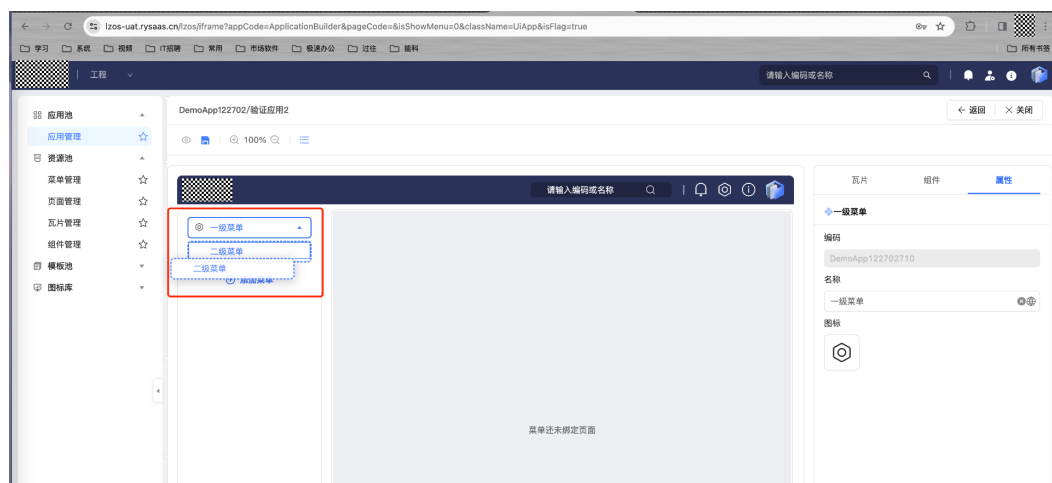 lzos-uat.rysaas.cn/lzos/iframe?appCode=ApplicationBuilder&pageCode=&isShowMenu=0&className=UiApp&isFlag=true
学习 系统 视频 IT招聘 常用 市场软件 极速办公 过往 能科 所有书签
工程 请输入编码或名称
应用池
应用管理
资源池
菜单管理
页面管理
瓦片管理
组件管理
模板池
图标库
DemoApp122702/验证应用2 返回 关闭
100%
请输入编码或名称
一级菜单
二级菜单
二级菜单
添加菜单
菜单还未绑定页面
瓦片 组件 属性
一级菜单
编码
DemoApp122702710
名称
一级菜单
图标